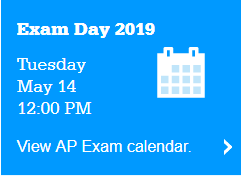 Exam Day 2019
Tuesday
May 14
12:00 PM
View AP Exam calendar.